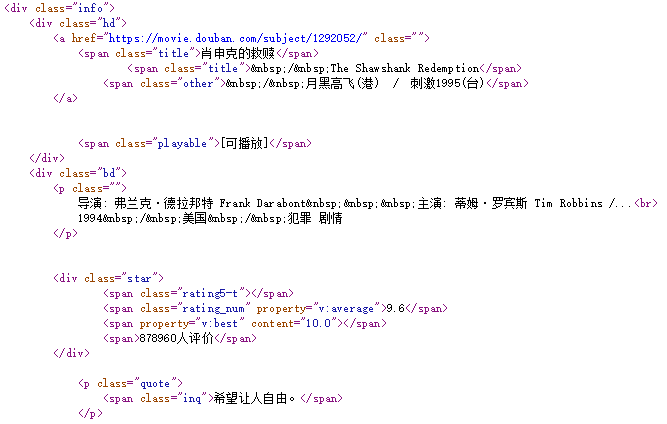 <div class="info">
<div class="hd">
<a href="https://movie.douban.com/subject/1292052/" class="">
<span class="title">肖申克的救赎</span>
<span class="title">&nbsp;/&nbsp;The Shawshank Redemption</span>
<span class="other">&nbsp;/&nbsp;月黑高飞(港)  /  刺激1995(台)</span>
</a>
<span class="playable">[可播放]</span>
</div>
<div class="bd">
<p class="">
导演: 弗兰克·德拉邦特 Frank Darabont&nbsp;&nbsp;&nbsp;主演: 蒂姆·罗宾斯 Tim Robbins /...<br>
1994&nbsp;/&nbsp;美国&nbsp;/&nbsp;犯罪 剧情
</p>
<div class="star">
<span class="rating5-t"></span>
<span class="rating_num" property="v:average">9.6</span>
<span property="v:best" content="10.0"></span>
<span>878960人评价</span>
</div>
<p class="quote">
<span class="inq">希望让人自由。</span>
</p>